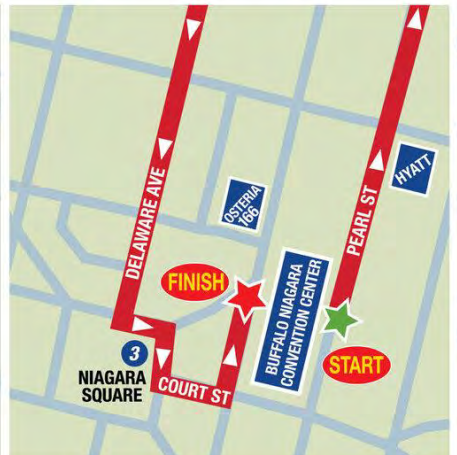 DELAWARE AVE
PEARL ST
HYATT
OSTERIA
166
FINISH
BUFFALO NIAGARA
CONVENTION CENTER
START
3
NIAGARA
SQUARE
COURT ST